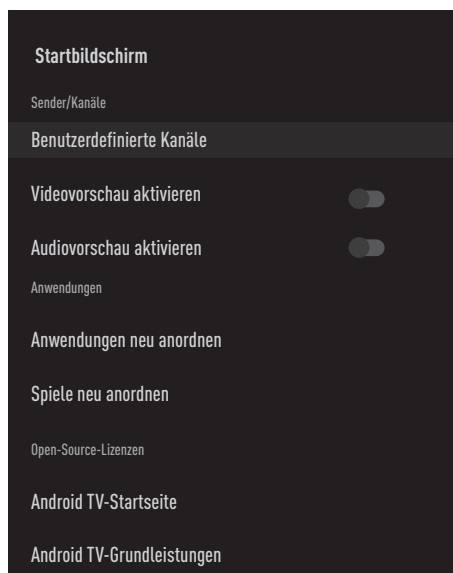 Startbildschirm
Sender/Kanäle
Benutzerdefinierte Kanäle
Videovorschau aktivieren
Audiovorschau aktivieren
Anwendungen
Anwendungen neu anordnen
Spiele neu anordnen
Open-Source-Lizenzen
Android TV-Startseite
Android TV-Grundleistungen